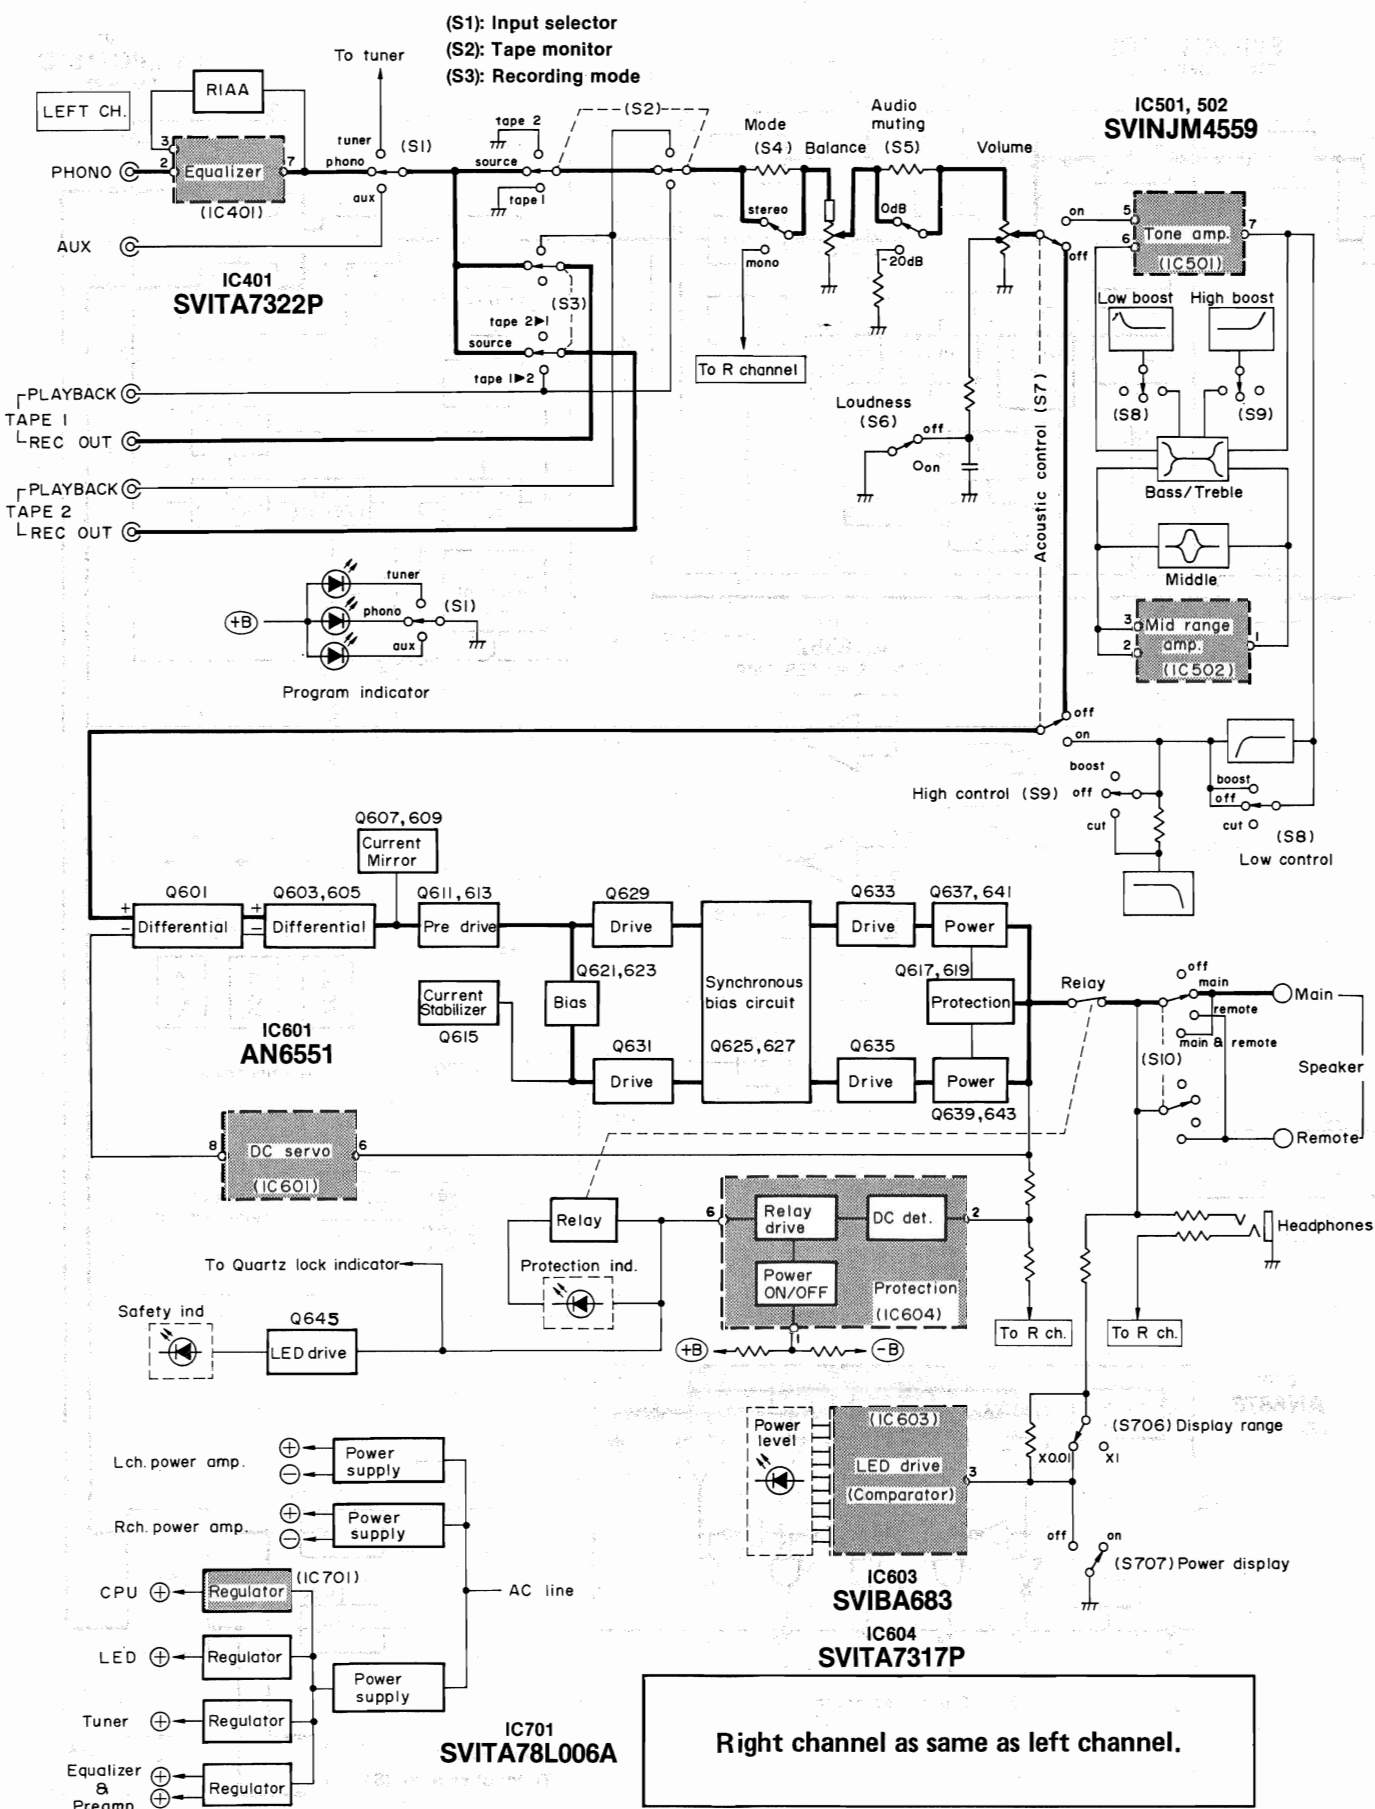 (S1): Input selector
(S2): Tape monitor
(S3): Recording mode
To tuner
RIAA
LEFT CH.
3
2
7
PHONO
Equalizer
(IC401)
tuner
phono
aux
(S1)
AUX
IC401
SVITA7322P
tape 2
source
tape 1
(S2)
(S3)
tape 2▶1
source
tape 1▶2
Mode
(S4)
stereo
mono
To R channel
Balance
Audio
muting
(S5)
0dB
-20dB
Volume
IC501, 502
SVINJM4559
on
off
5
6
7
Tone amp.
(IC501)
Low boost
High boost
(S8)
(S9)
Bass/Treble
Middle
3
2
1
Mid range
amp.
(IC502)
Loudness
(S6)
off
on
Acoustic control (S7)
PLAYBACK
TAPE 1
REC OUT
PLAYBACK
TAPE 2
REC OUT
+B
tuner
phono
aux
(S1)
Program indicator
off
on
boost
High control (S9) off
cut
boost
off
cut
(S8)
Low control
Q607,609
Current
Mirror
Q601
+
−
Differential
+
−
Q603,605
Differential
Q611,613
Pre drive
Q629
Drive
Q633
Drive
Q637,641
Power
Q621,623
Bias
Synchronous
bias circuit
Q625,627
Q617,619
Protection
Current
Stabilizer
Q615
Q631
Drive
Q635
Drive
Power
Q639,643
IC601
AN6551
Relay
off
main
remote
main & remote
(S10)
Main
Speaker
Remote
8
DC servo
(IC601)
6
Relay
Protection ind.
6
Relay
drive
DC det.
2
Power
ON/OFF
Protection
(IC604)
1
+B
−B
Headphones
To R ch.
To R ch.
To Quartz lock indicator
Safety ind
Q645
LED drive
Power
level
(IC603)
LED drive
(Comparator)
3
(S706) Display range
X0.01
X1
off
on
(S707) Power display
IC603
SVIBA683
IC604
SVITA7317P
Lch. power amp.
+
−
Power
supply
Rch. power amp.
+
−
Power
supply
CPU +
Regulator
(IC701)
AC line
LED +
Regulator
Power
supply
Tuner +
Regulator
Equalizer
&
Preamp
+
+
Regulator
IC701
SVITA78L006A
Right channel as same as left channel.